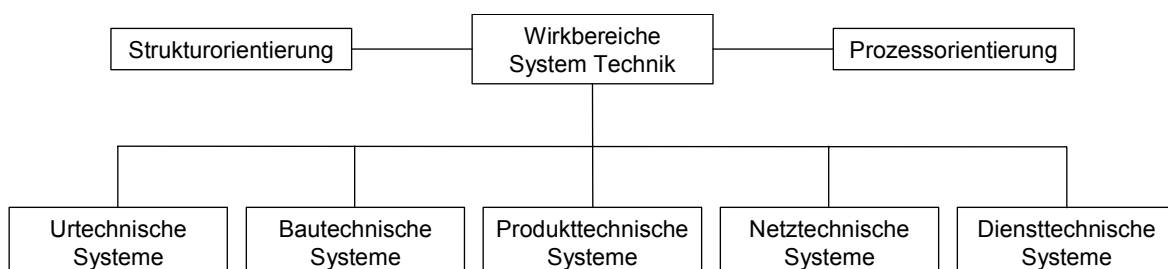 Strukturorientierung
Wirkbereiche
System Technik
Prozessorientierung
Urtechnische
Systeme
Bautechnische
Systeme
Produkttechnische
Systeme
Netztechnische
Systeme
Diensttechnische
Systeme